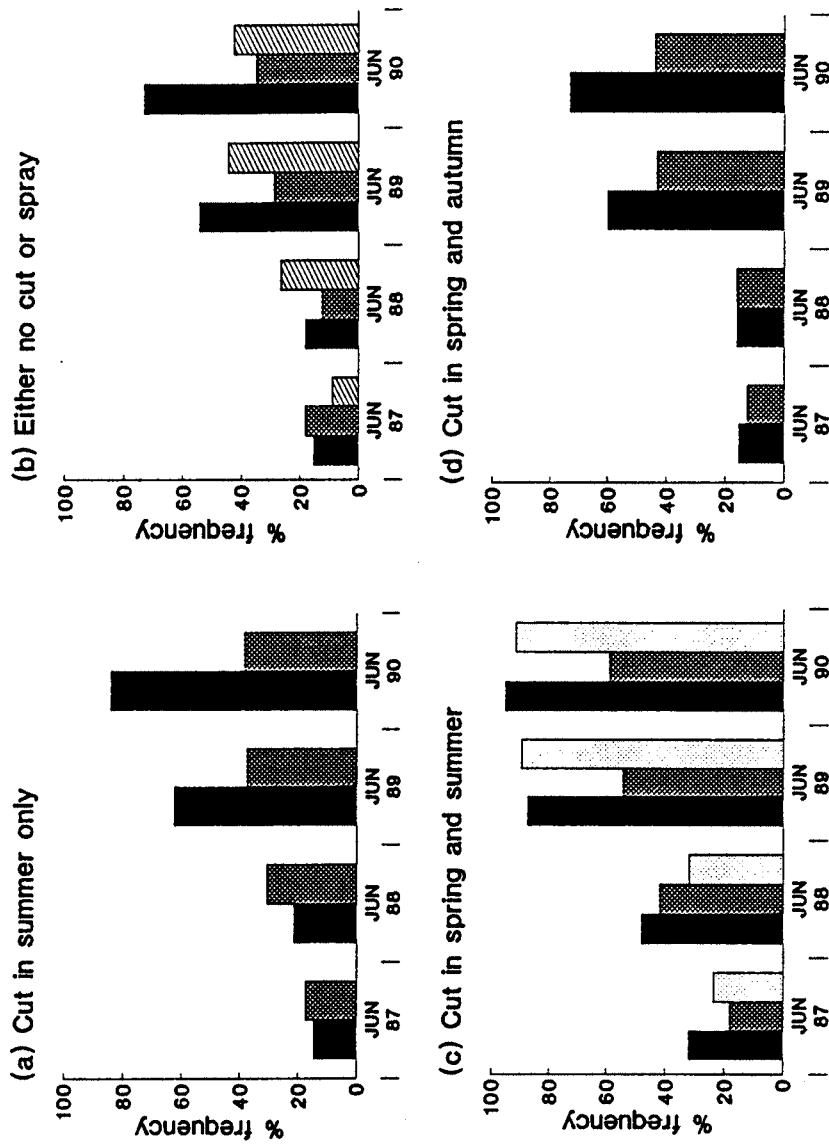 (a) Cut in summer only
% frequency
100
80
60
40
20
0
JUN 87
JUN 88
JUN 89
JUN 90
(b) Either no cut or spray
% frequency
100
80
60
40
20
0
JUN 87
JUN 88
JUN 89
JUN 90
(c) Cut in spring and summer
% frequency
100
80
60
40
20
0
JUN 87
JUN 88
JUN 89
JUN 90
(d) Cut in spring and autumn
% frequency
100
80
60
40
20
0
JUN 87
JUN 88
JUN 89
JUN 90